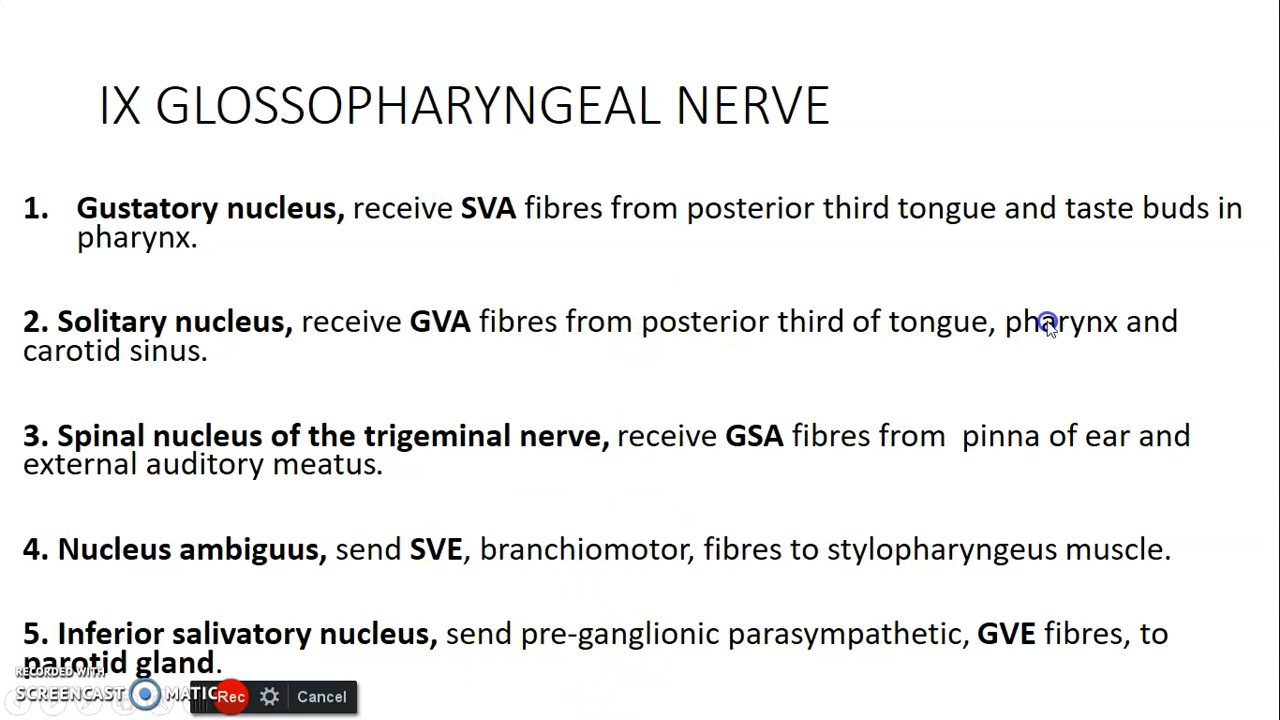 IX GLOSSOPHARYNGEAL NERVE
1. Gustatory nucleus, receive SVA fibres from posterior third tongue and taste buds in
pharynx.
2. Solitary nucleus, receive GVA fibres from posterior third of tongue, pharynx and
carotid sinus.
3. Spinal nucleus of the trigeminal nerve, receive GSA fibres from pinna of ear and
external auditory meatus.
4. Nucleus ambiguus, send SVE, branchiomotor, fibres to stylopharyngeus muscle.
5. Inferior salivatory nucleus, send pre-ganglionic parasympathetic, GVE fibres, to
parotid gland.
RECORDED WITH
SCREENCAST MATIC
Rec Cancel